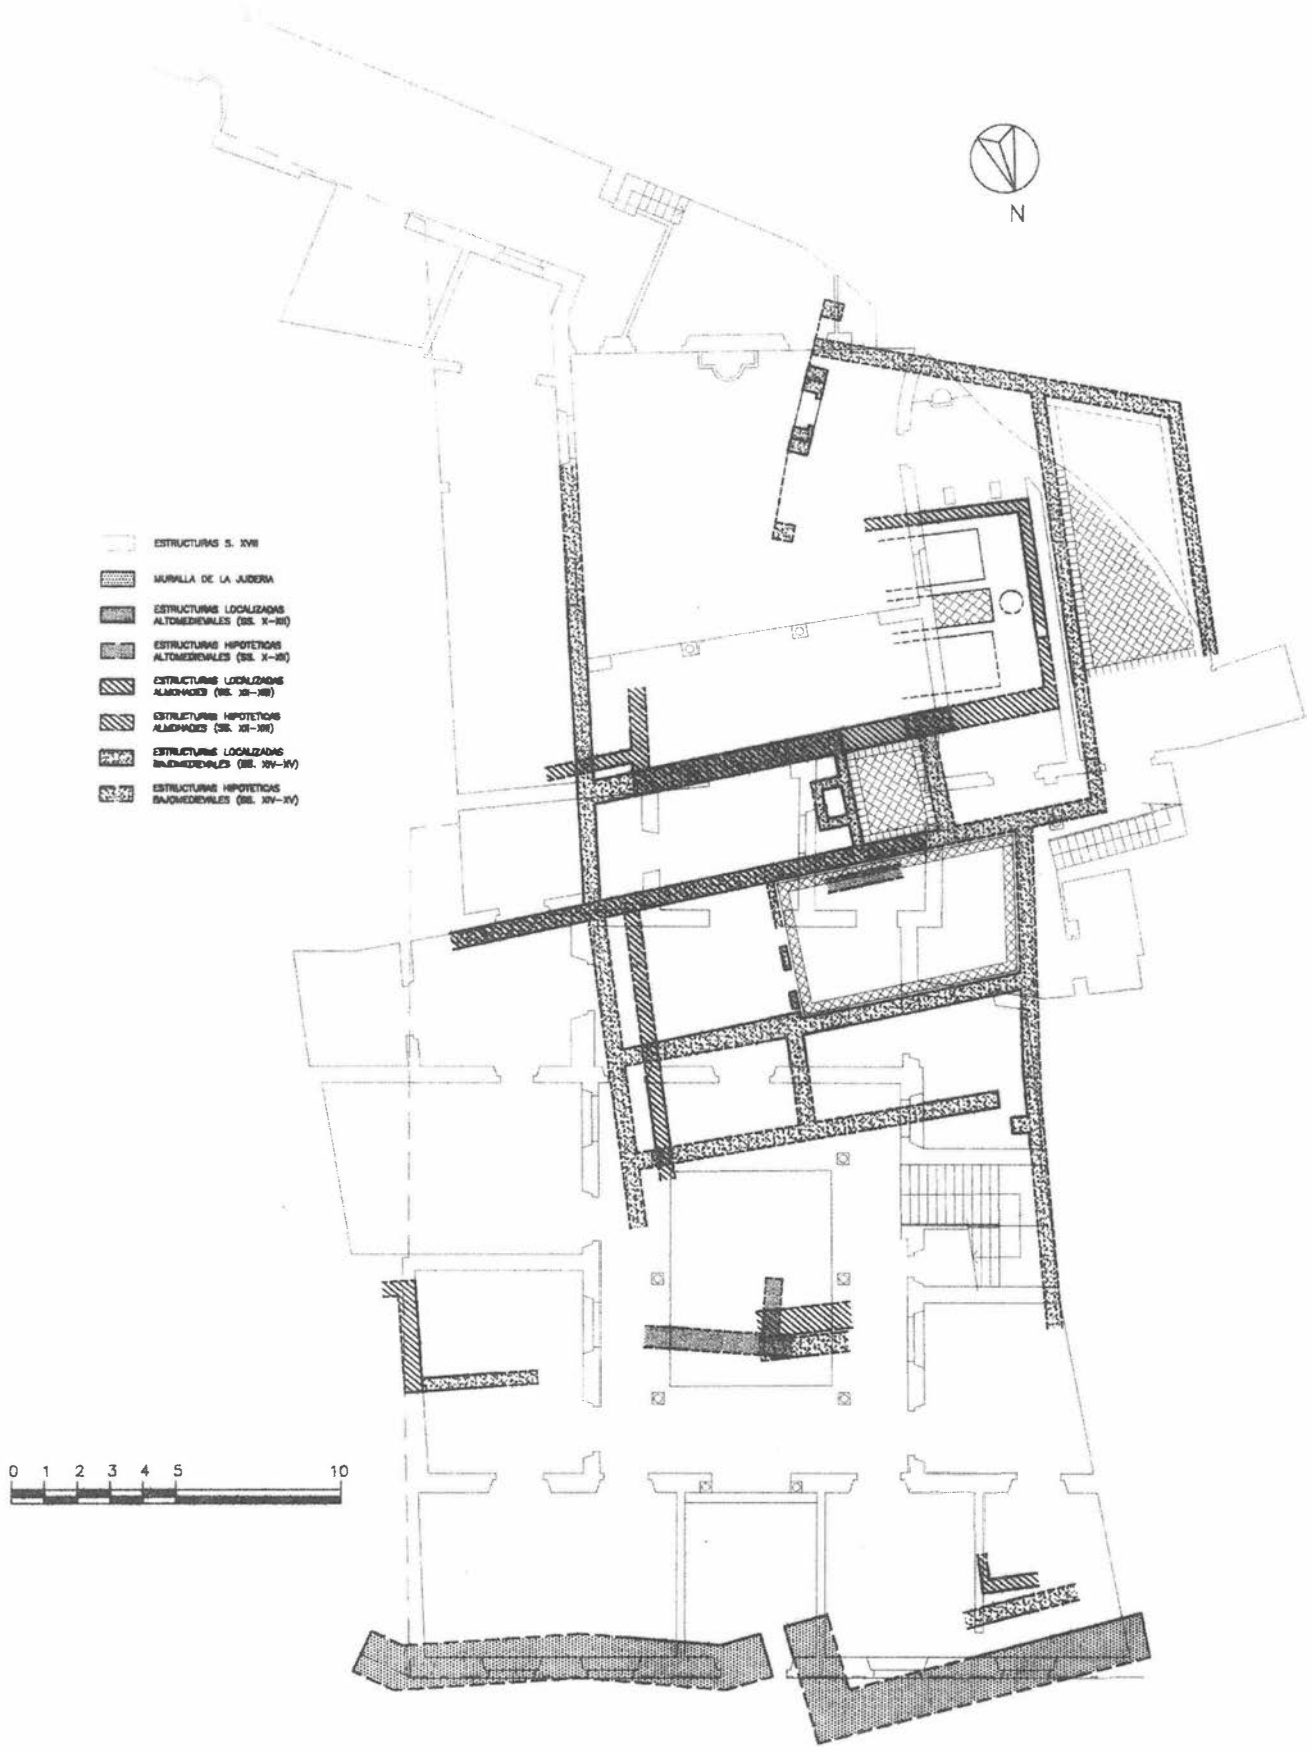 N
ESTRUCTURAS S. XVIII
MURALLA DE LA JUDERIA
ESTRUCTURAS LOCALIZADAS
ALTOMEDIEVALES (SS. X-XII)
ESTRUCTURAS HIPOTETICAS
ALTOMEDIEVALES (SS. X-XII)
ESTRUCTURAS LOCALIZADAS
ALMOHADES (SS. XII-XIII)
ESTRUCTURAS HIPOTETICAS
ALMOHADES (SS. XII-XIII)
ESTRUCTURAS LOCALIZADAS
BAJOMEDIEVALES (SS. XIV-XV)
ESTRUCTURAS HIPOTETICAS
BAJOMEDIEVALES (SS. XIV-XV)
0 1 2 3 4 5 10